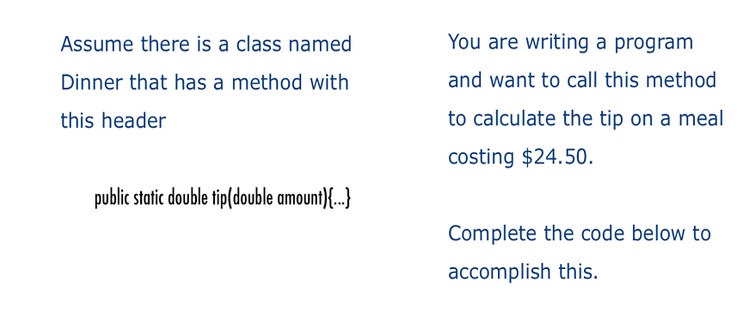 Assume there is a class named
Dinner that has a method with
this header
public static double tip(double amount){...}
You are writing a program
and want to call this method
to calculate the tip on a meal
costing $24.50.
Complete the code below to
accomplish this.